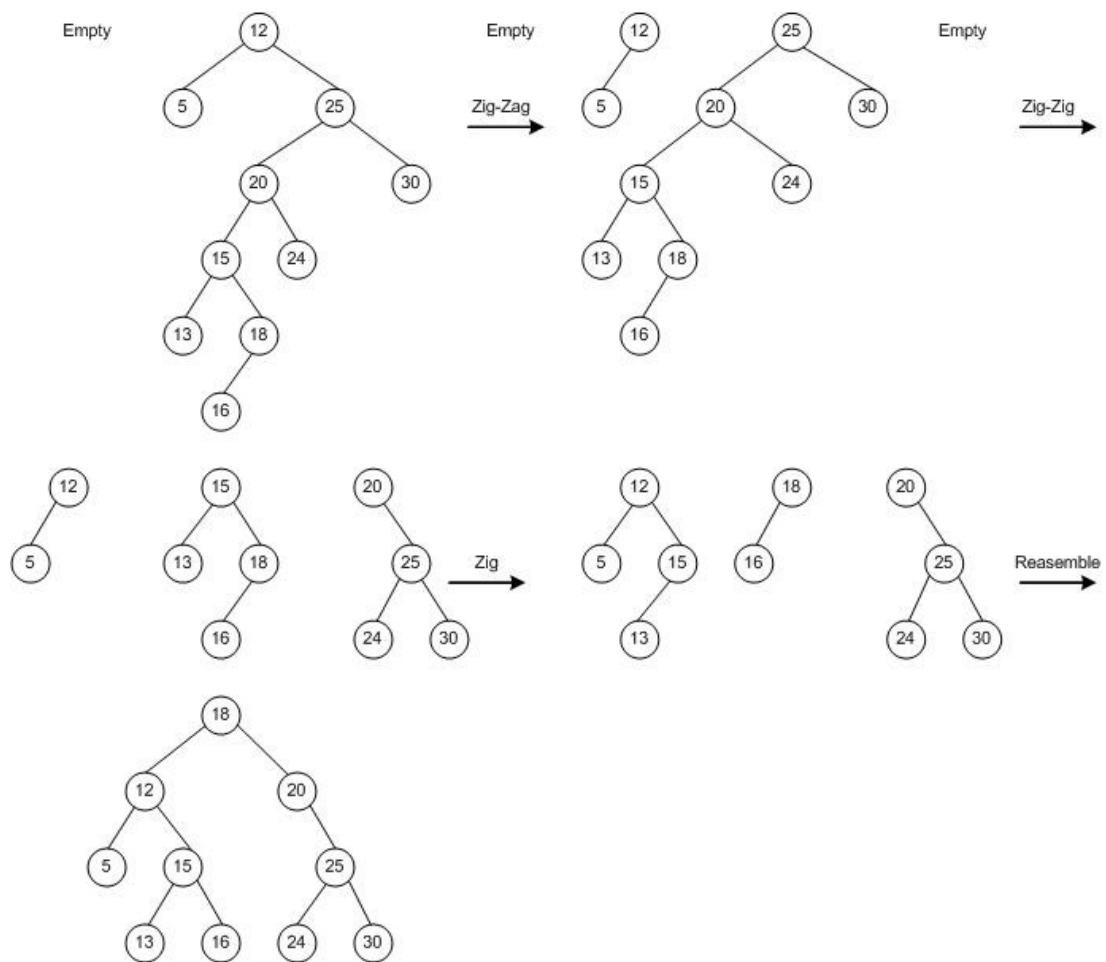 Empty 12 Empty 12 25 Empty
5 25 Zig-Zag 5 20 30 Zig-Zig
20 30 15 24
15 24 13 18
13 18 16
16
12 15 20 12 18 20
5 13 18 25 Zig 5 15 16 25 Reasemble
16 24 30 13 24 30
18
12 20
5 15 25
13 16 24 30